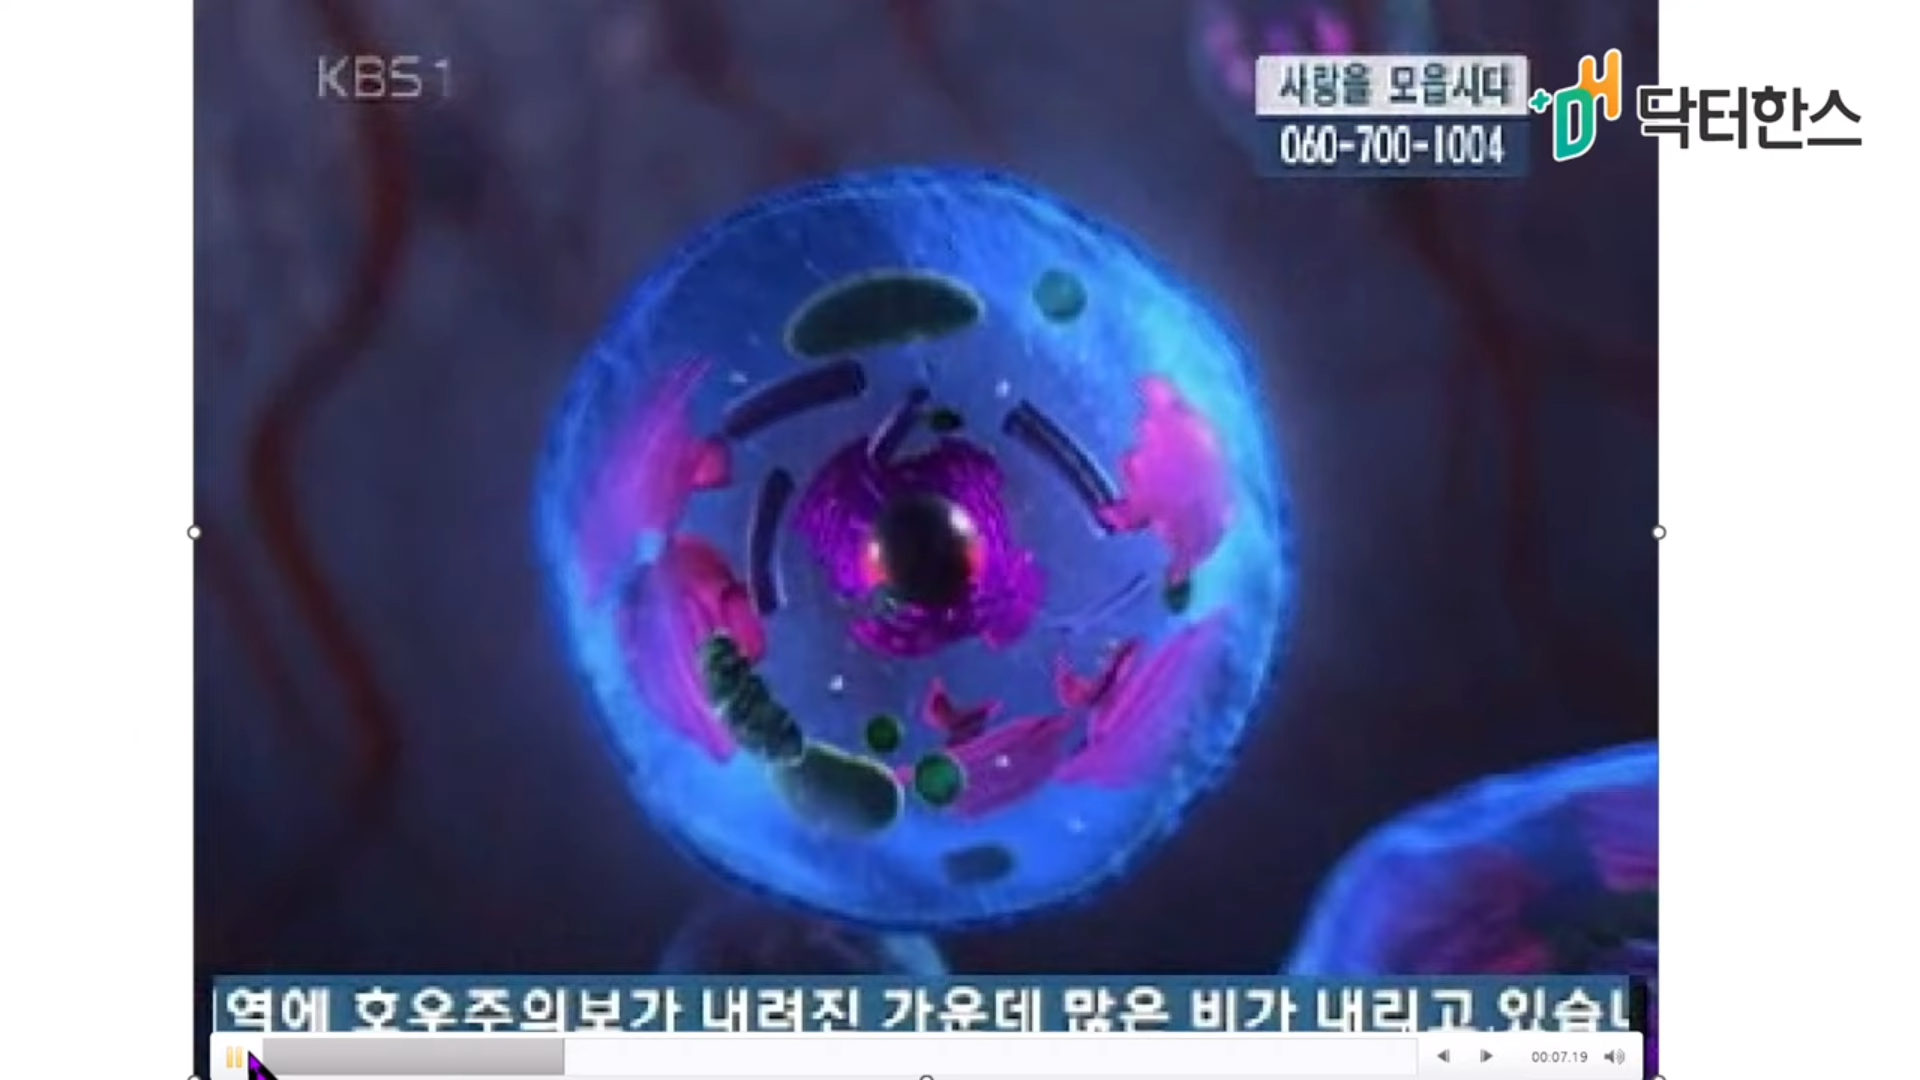 KBS1
사랑을 모읍시다
060-700-1004
닥터한스
역에 호우주의보가 내려진 가운데 많은 비가 내리고 있습니
00:07.19